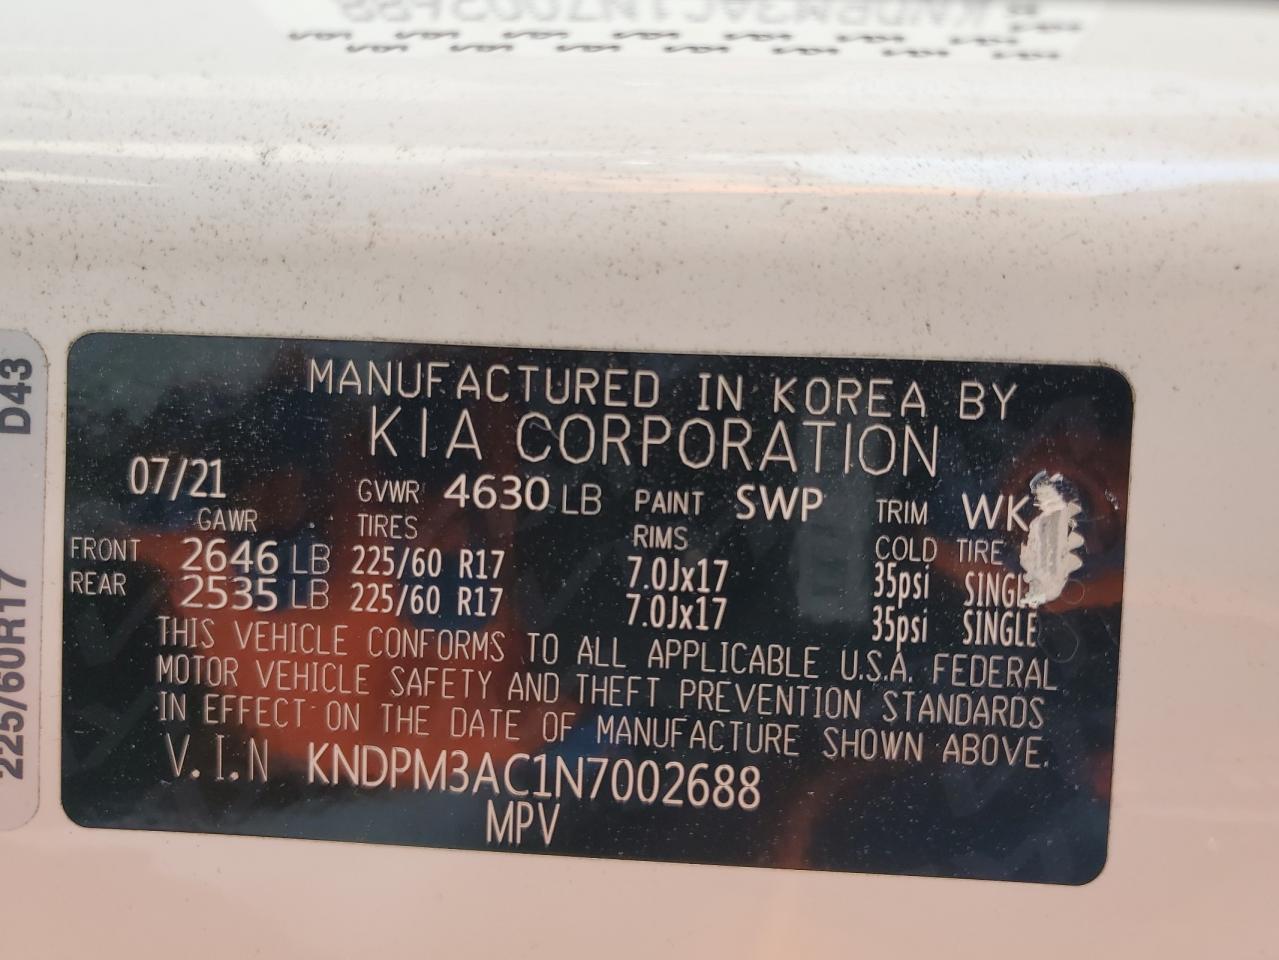 MANUFACTURED IN KOREA BY
KIA CORPORATION
07/21 GVWR 4630 LB PAINT SWP TRIM WK
GAWR TIRES RIMS COLD TIRE
FRONT 2646 LB 225/60 R17 7.0Jx17 35psi SINGLE
REAR 2535 LB 225/60 R17 7.0Jx17 35psi SINGLE
THIS VEHICLE CONFORMS TO ALL APPLICABLE U.S.A. FEDERAL
MOTOR VEHICLE SAFETY AND THEFT PREVENTION STANDARDS
IN EFFECT ON THE DATE OF MANUFACTURE SHOWN ABOVE.
V.I.N KNDPM3AC1N7002688
MPV
225/60R17 D43